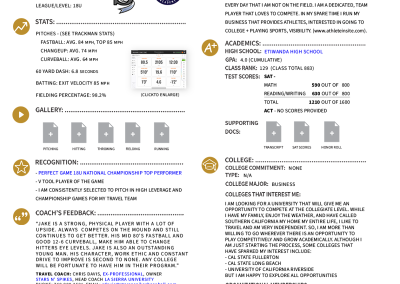 LEAGUE/LEVEL: 18U
STATS:
PITCHES - (SEE TRACKMAN STATS)
FASTBALL: AVG. 84 MPH, TOP 85 MPH
CHANGEUP: AVG. 74 MPH
CURVEBALL: AVG. 64 MPH
60 YARD DASH: 6.8 SECONDS
BATTING: EXIT VELOCITY 85 MPH
FIELDING PERCENTAGE: 98.2%
(CLICK TO ENLARGE)
GALLERY:
PITCHING HITTING THROWING FIELDING RUNNING
RECOGNITION:
- PERFECT GAME 18U NATIONAL CHAMPIONSHIP TOP PERFORMER
- V TOOL PLAYER OF THE GAME
- I AM CONSISTENTLY SELECTED TO PITCH IN HIGH LEVERAGE AND
CHAMPIONSHIP GAMES FOR MY TRAVEL TEAM
COACH'S FEEDBACK:
"JAKE IS A STRONG, PHYSICAL PLAYER WITH A LOT OF
UPSIDE. ALWAYS COMPETES ON THE MOUND AND STILL
CONTINUES TO GET BETTER. HIS MID 80'S FASTBALL AND
GOOD 12-6 CURVEBALL, MAKE HIM ABLE TO CHANGE
HITTERS EYE LEVELS. JAKE IS ALSO AN OUTSTANDING
YOUNG MAN. HIS CHARACTER, WORK ETHIC AND CONSTANT
DRIVE TO IMPROVE IS SECOND TO NONE. ANY COLLEGE
WILL BE FORTUNATE TO HAVE HIM IN THEIR PROGRAM."
TRAVEL COACH: CHRIS DAVIS, EX-PROFESSIONAL, OWNER
STARS N' STRIPES, HEAD COACH LA SIERRA UNIVERSITY
EVERY DAY THAT I AM NOT ON THE FIELD. I AM A DEDICATED, TEAM
PLAYER THAT LOVES TO COMPETE. IN MY SPARE TIME I RUN MY
BUSINESS THAT PROVIDES ATHLETES, INTERESTED IN GOING TO
COLLEGE + PLAYING SPORTS, VISIBILITY. (www.athleteinsite.com).
ACADEMICS:
HIGH SCHOOL: ETIWANDA HIGH SCHOOL
GPA: 4.0 (CUMULATIVE)
CLASS RANK: 129 (CLASS TOTAL 883)
TEST SCORES: SAT -
MATH 590 OUT OF 800
READING/WRITING 630 OUT OF 800
TOTAL 1220 OUT OF 1600
ACT - NO SCORES PROVIDED
SUPPORTING
DOCS:
TRANSCRIPT SAT SCORES HONOR ROLL
COLLEGE:
COLLEGE COMMITMENT: NONE
TYPE: N/A
COLLEGE MAJOR: BUSINESS
COLLEGES THAT INTEREST ME:
I AM LOOKING FOR A UNIVERSITY THAT WILL GIVE ME AN
OPPORTUNITY TO COMPETE AT THE COLLEGIATE LEVEL. WHILE
I HAVE MY FAMILY, ENJOY THE WEATHER, AND HAVE CALLED
SOUTHERN CALIFORNIA MY HOME MY ENTIRE LIFE, I LIKE TO
TRAVEL AND AM VERY INDEPENDENT. SO, I AM MORE THAN
WILLING TO GO WHEREVER THERE IS AN OPPORTUNITY TO
PLAY COMPETITIVELY AND GROW ACADEMICALLY. ALTHOUGH I
AM JUST STARTING THE PROCESS, SOME COLLEGES THAT
HAVE SPARKED MY INTEREST INCLUDE:
- CAL STATE FULLERTON
- CAL STATE LONG BEACH
- UNIVERSITY OF CALIFORNIA RIVERSIDE
BUT I AM HAPPY TO EXPLORE ALL OPPORTUNITIES